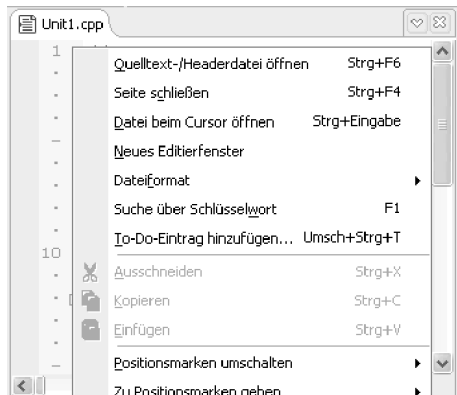 Unit1.cpp
1
Quelltext-/Headerdatei öffnen Strg+F6
Seite schließen Strg+F4
Datei beim Cursor öffnen Strg+Eingabe
Neues Editierfenster
Dateiformat
Suche über Schlüsselwort F1
To-Do-Eintrag hinzufügen... Umsch+Strg+T
10
Ausschneiden Strg+X
Kopieren Strg+C
Einfügen Strg+V
Positionsmarken umschalten
Zu Positionsmarken gehen